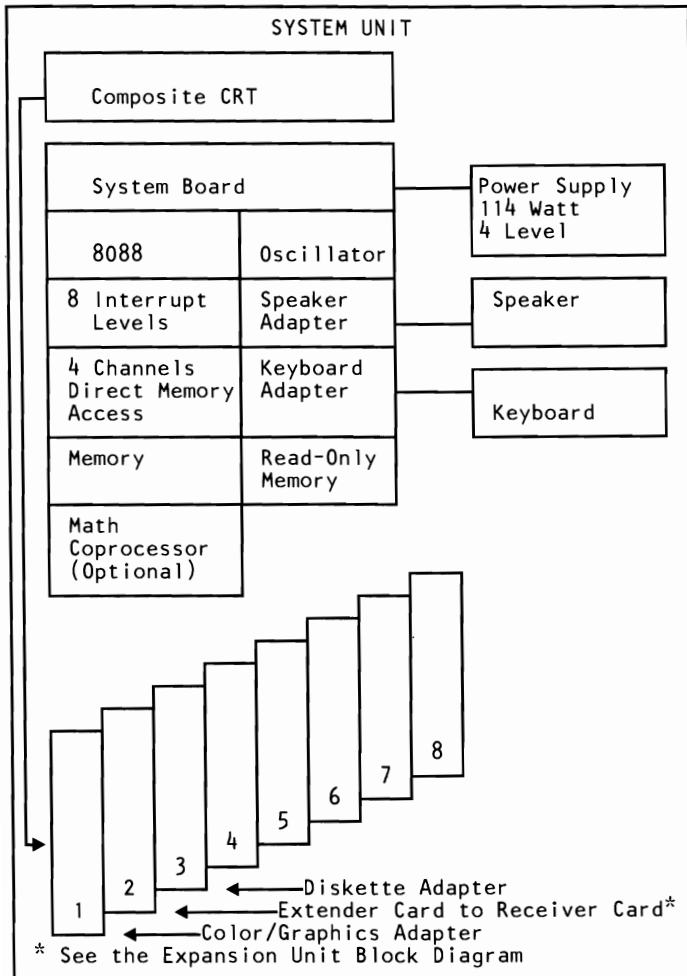 SYSTEM UNIT
Composite CRT
System Board
Power Supply
114 Watt
4 Level
8088
Oscillator
8 Interrupt
Levels
Speaker
Adapter
Speaker
4 Channels
Direct Memory
Access
Keyboard
Adapter
Keyboard
Memory
Read-Only
Memory
Math
Coprocessor
(Optional)
8
7
6
5
4
3
2
1
Diskette Adapter
Extender Card to Receiver Card*
Color/Graphics Adapter
* See the Expansion Unit Block Diagram